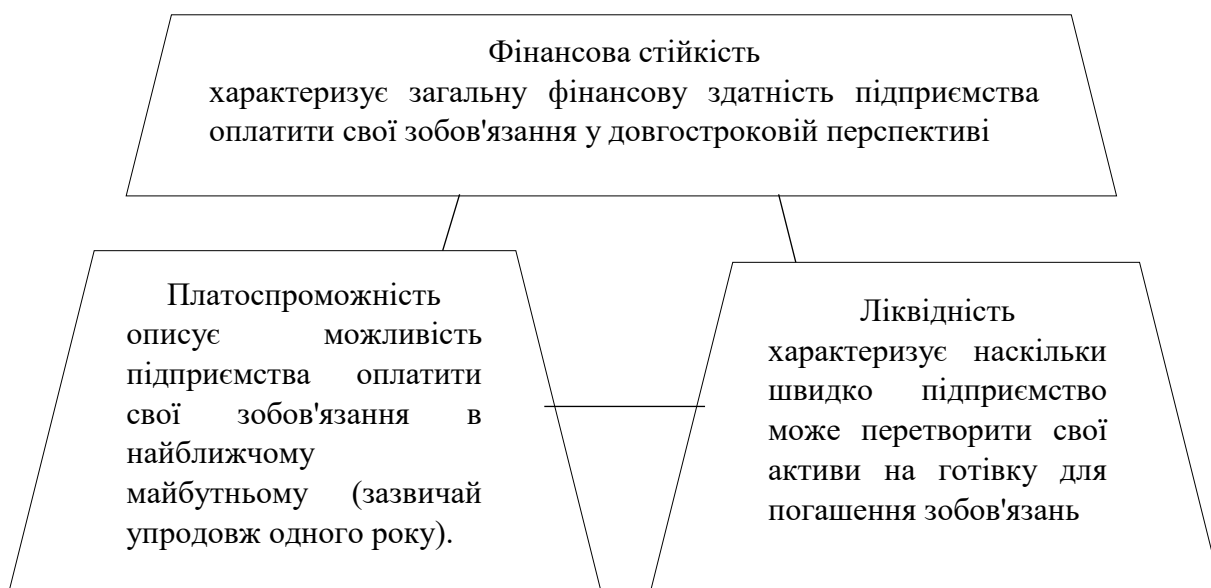 Фінансова стійкість
характеризує загальну фінансову здатність підприємства
оплатити свої зобов'язання у довгостроковій перспективі
Платоспроможність
описує можливість
підприємства оплатити
свої зобов'язання в
найближчому
майбутньому (зазвичай
упродовж одного року).
Ліквідність
характеризує наскільки
швидко підприємство
може перетворити свої
активи на готівку для
погашення зобов'язань